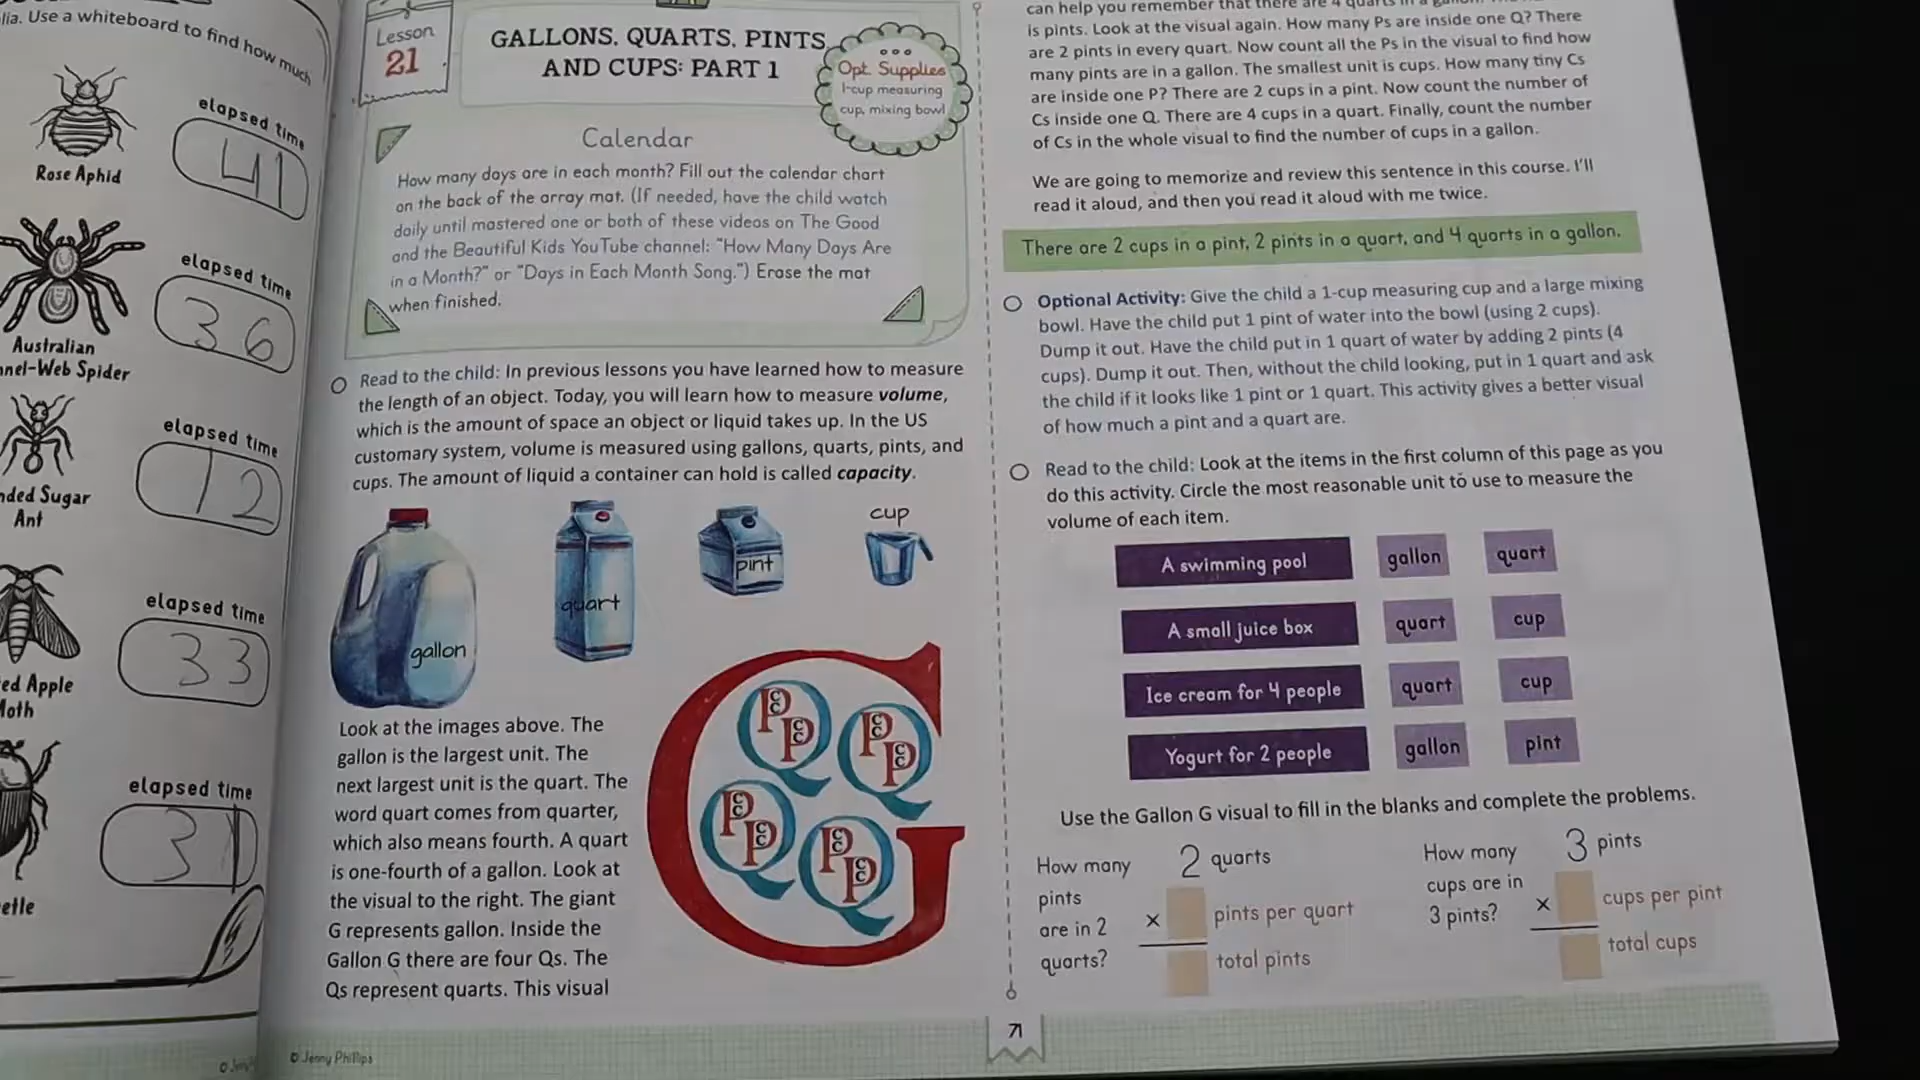 lia. Use a whiteboard to find how much
Rose Aphid
elapsed time
41
Australian
nnel-Web Spider
elapsed time
36
nded Sugar
Ant
elapsed time
12
ed Apple
Moth
elapsed time
33
etle
elapsed time
31
Lesson
21
GALLONS, QUARTS, PINTS,
AND CUPS: PART 1
Opt. Supplies
1-cup measuring
cup, mixing bowl
Calendar
How many days are in each month? Fill out the calendar chart
on the back of the array mat. (If needed, have the child watch
daily until mastered one or both of these videos on The Good
and the Beautiful Kids YouTube channel: "How Many Days Are
in a Month?" or "Days in Each Month Song.") Erase the mat
when finished.
Read to the child: In previous lessons you have learned how to measure
the length of an object. Today, you will learn how to measure volume,
which is the amount of space an object or liquid takes up. In the US
customary system, volume is measured using gallons, quarts, pints, and
cups. The amount of liquid a container can hold is called capacity.
gallon
quart
pint
cup
Look at the images above. The
gallon is the largest unit. The
next largest unit is the quart. The
word quart comes from quarter,
which also means fourth. A quart
is one-fourth of a gallon. Look at
the visual to the right. The giant
G represents gallon. Inside the
Gallon G there are four Qs. The
Qs represent quarts. This visual
G
Q P C C P C C
Q P C C P C C
Q P C C P C C
Q P C C P C C
© Jenny Phillips
can help you remember that there are 4 quarts in a gallon.
is pints. Look at the visual again. How many Ps are inside one Q? There
are 2 pints in every quart. Now count all the Ps in the visual to find how
many pints are in a gallon. The smallest unit is cups. How many tiny Cs
are inside one P? There are 2 cups in a pint. Now count the number of
Cs inside one Q. There are 4 cups in a quart. Finally, count the number
of Cs in the whole visual to find the number of cups in a gallon.
We are going to memorize and review this sentence in this course. I'll
read it aloud, and then you read it aloud with me twice.
There are 2 cups in a pint, 2 pints in a quart, and 4 quarts in a gallon.
Optional Activity: Give the child a 1-cup measuring cup and a large mixing
bowl. Have the child put 1 pint of water into the bowl (using 2 cups).
Dump it out. Have the child put in 1 quart of water by adding 2 pints (4
cups). Dump it out. Then, without the child looking, put in 1 quart and ask
the child if it looks like 1 pint or 1 quart. This activity gives a better visual
of how much a pint and a quart are.
Read to the child: Look at the items in the first column of this page as you
do this activity. Circle the most reasonable unit to use to measure the
volume of each item.
A swimming pool gallon quart
A small juice box quart cup
Ice cream for 4 people quart cup
Yogurt for 2 people gallon pint
Use the Gallon G visual to fill in the blanks and complete the problems.
How many
pints
are in 2
quarts?
2 quarts
× pints per quart
total pints
How many
cups are in
3 pints?
3 pints
× cups per pint
total cups
71